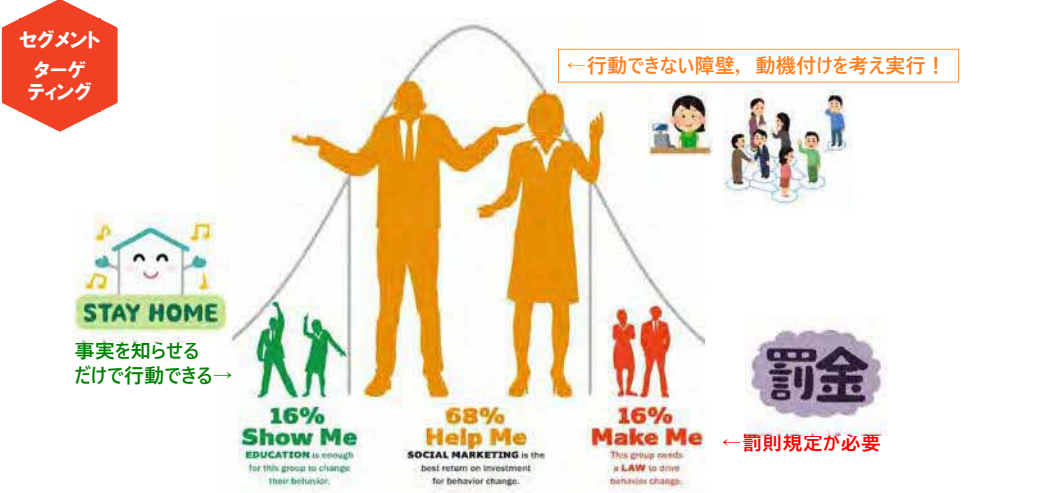 セグメント
ターゲ
ティング
←行動できない障壁，動機付けを考え実行！
STAY HOME
事実を知らせる
だけで行動できる→
罰金
16%
Show Me
EDUCATION is enough
for this group to change
their behavior.
68%
Help Me
SOCIAL MARKETING is the
best return on investment
for behavior change.
16%
Make Me
This group needs
a LAW to drive
behavior change.
←罰則規定が必要